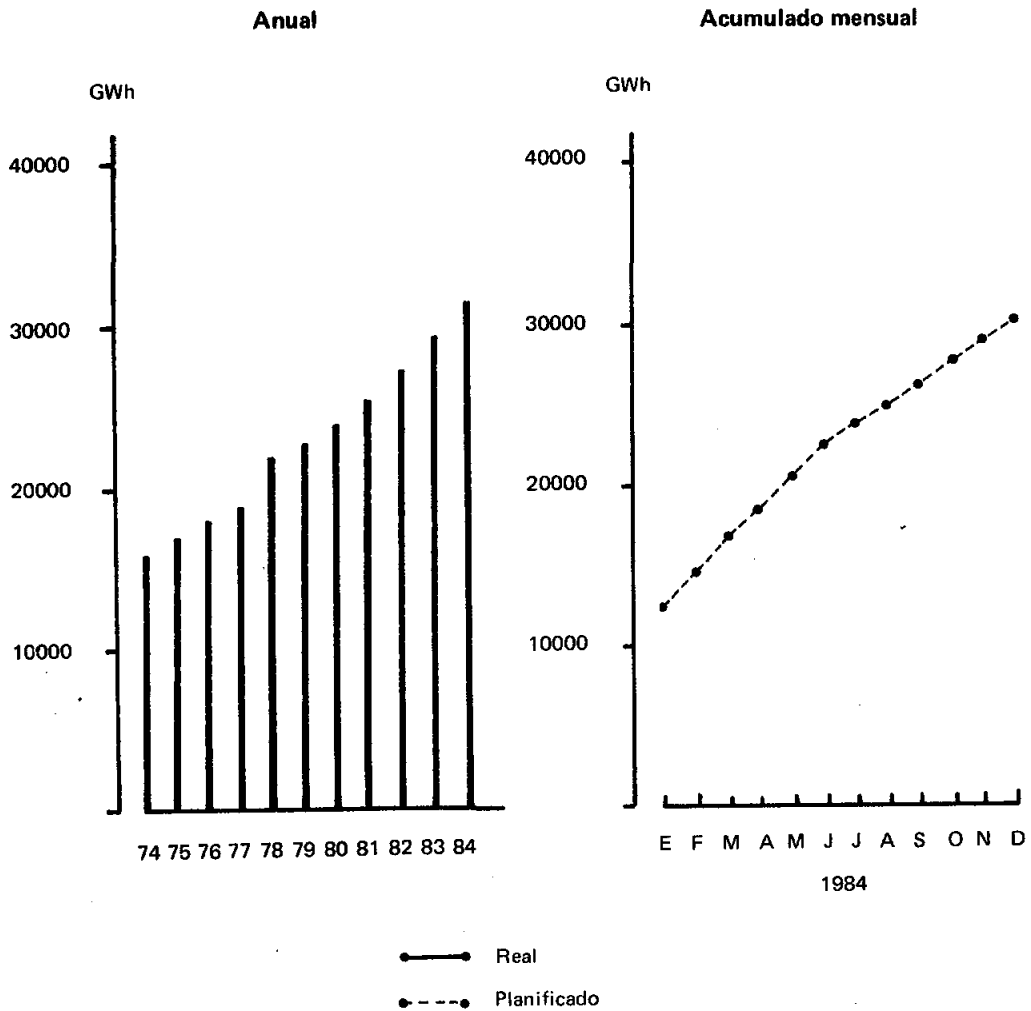 Anual
GWh
40000
30000
20000
10000
74 75 76 77 78 79 80 81 82 83 84
Acumulado mensual
GWh
40000
30000
20000
10000
E F M A M J J A S O N D
1984
Real
Planificado